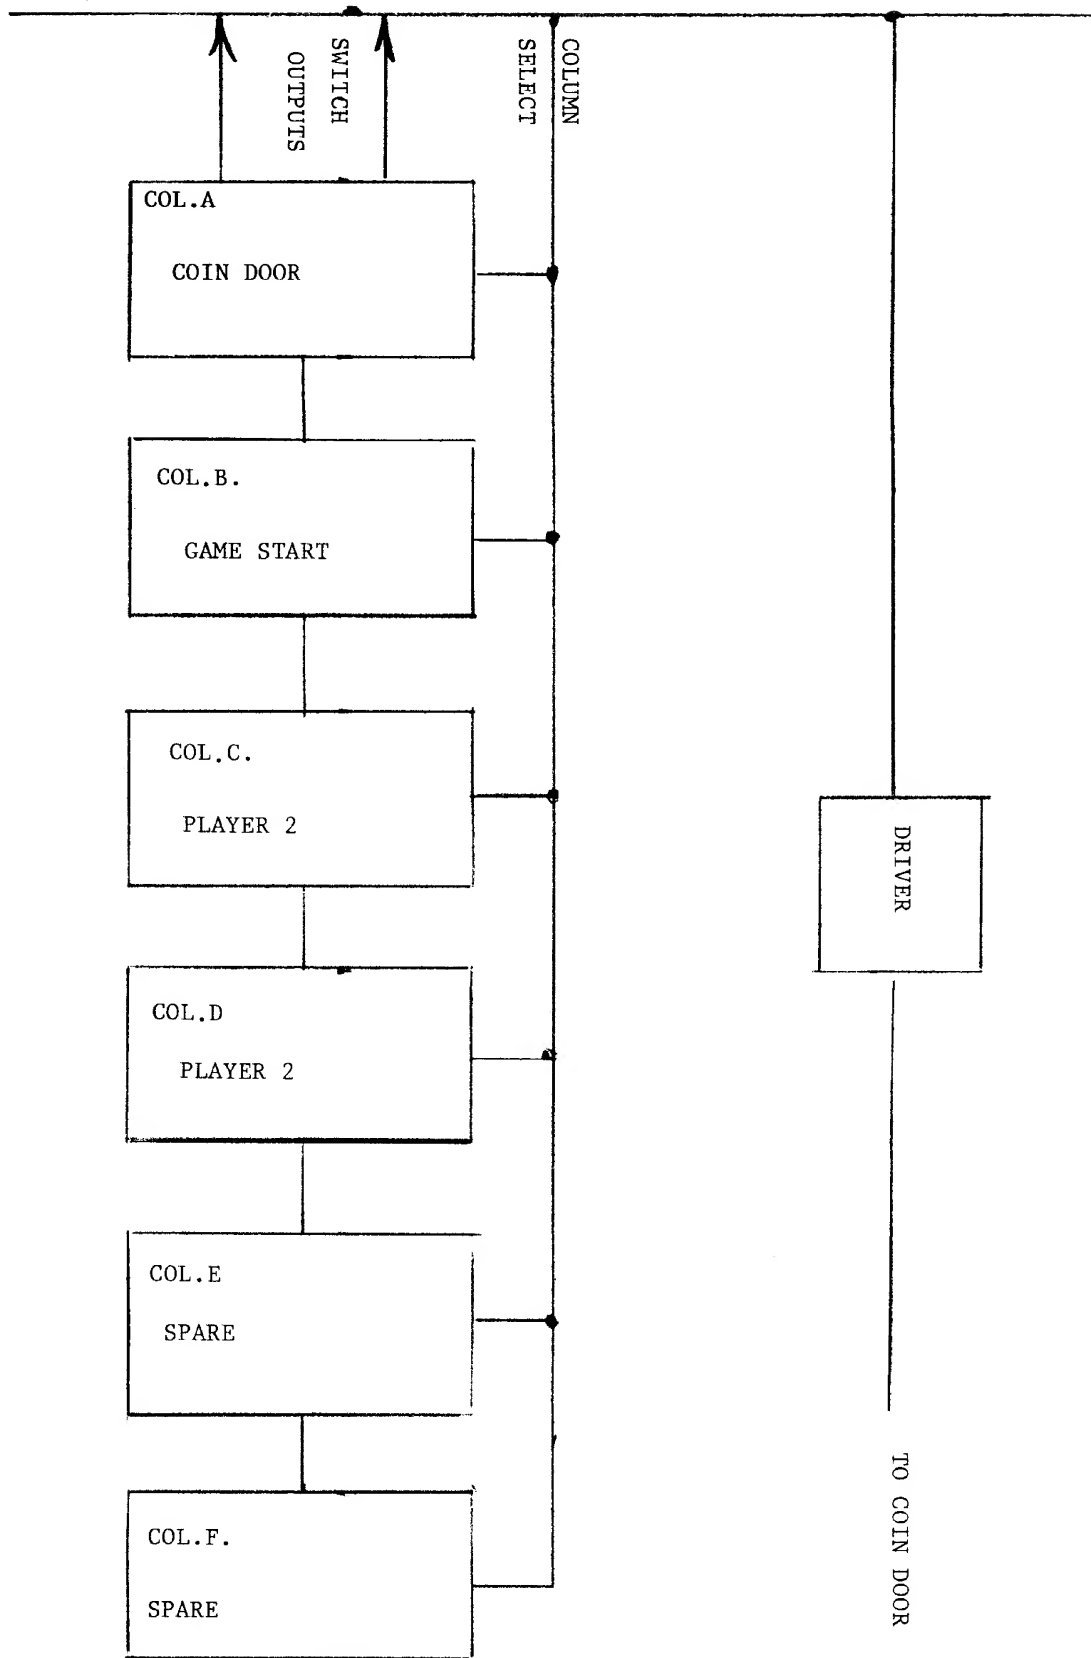 SWITCH
OUTPUTS
COLUMN
SELECT
COL.A
COIN DOOR
COL.B.
GAME START
COL.C.
PLAYER 2
COL.D
PLAYER 2
COL.E
SPARE
COL.F.
SPARE
DRIVER
TO COIN DOOR